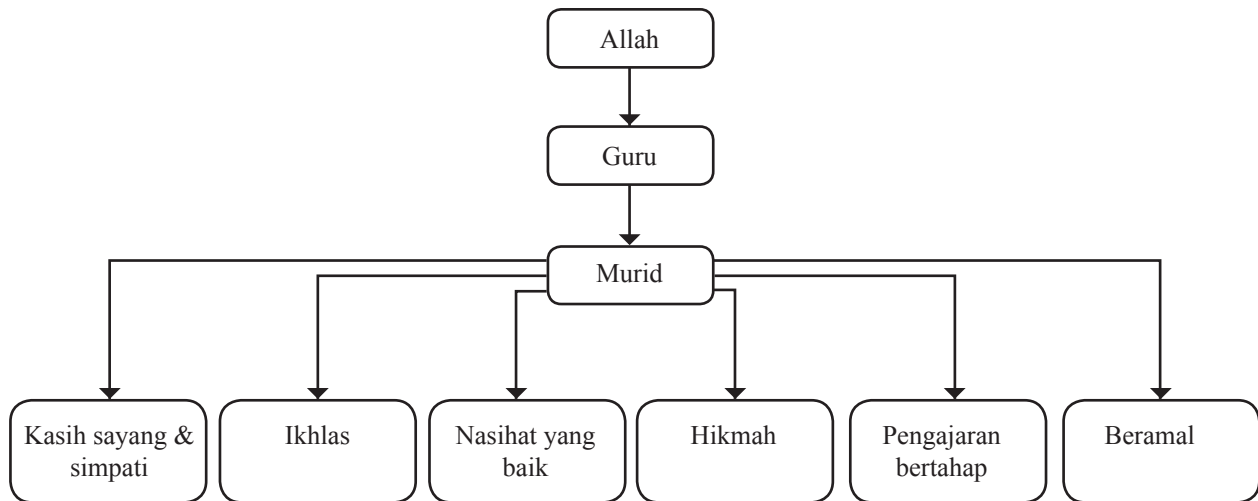 Allah
Guru
Murid
Kasih sayang &
simpati
Ikhlas
Nasihat yang
baik
Hikmah
Pengajaran
bertahap
Beramal